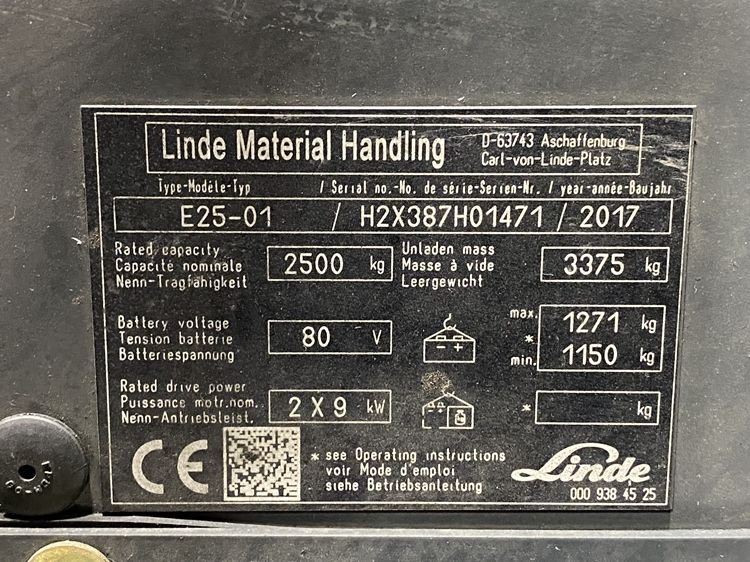 Linde Material Handling
D-63743 Aschaffenburg
Carl-von-Linde-Platz
Type-Modèle-Typ / Serial no.-No. de série-Serien-Nr. / year-année-Baujahr
E25-01 / H2X387H01471 / 2017
Rated capacity
Capacité nominale
Nenn-Tragfähigkeit
2500 kg
Unladen mass
Masse à vide
Leergewicht
3375 kg
Battery voltage
Tension batterie
Batteriespannung
80 V
- +
max. 1271 kg
*
min. 1150 kg
Rated drive power
Puissance motr.nom.
Nenn-Antriebsleist.
2 X 9 kW
* kg
CE
* see Operating instructions
voir Mode d'emploi
siehe Betriebsanleitung
Linde
000 938 45 25